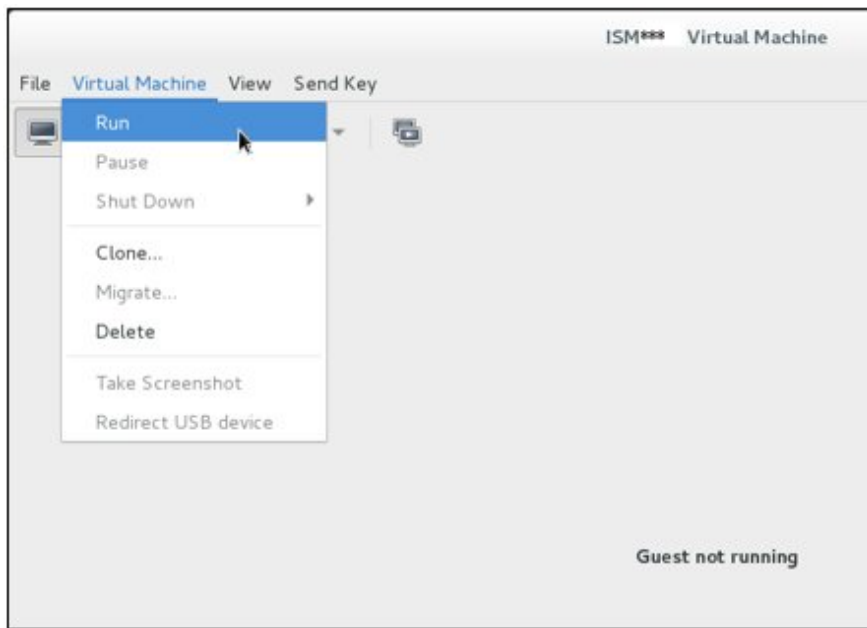 ISM*** Virtual Machine
File Virtual Machine View Send Key
Run
Pause
Shut Down
Clone...
Migrate...
Delete
Take Screenshot
Redirect USB device
Guest not running